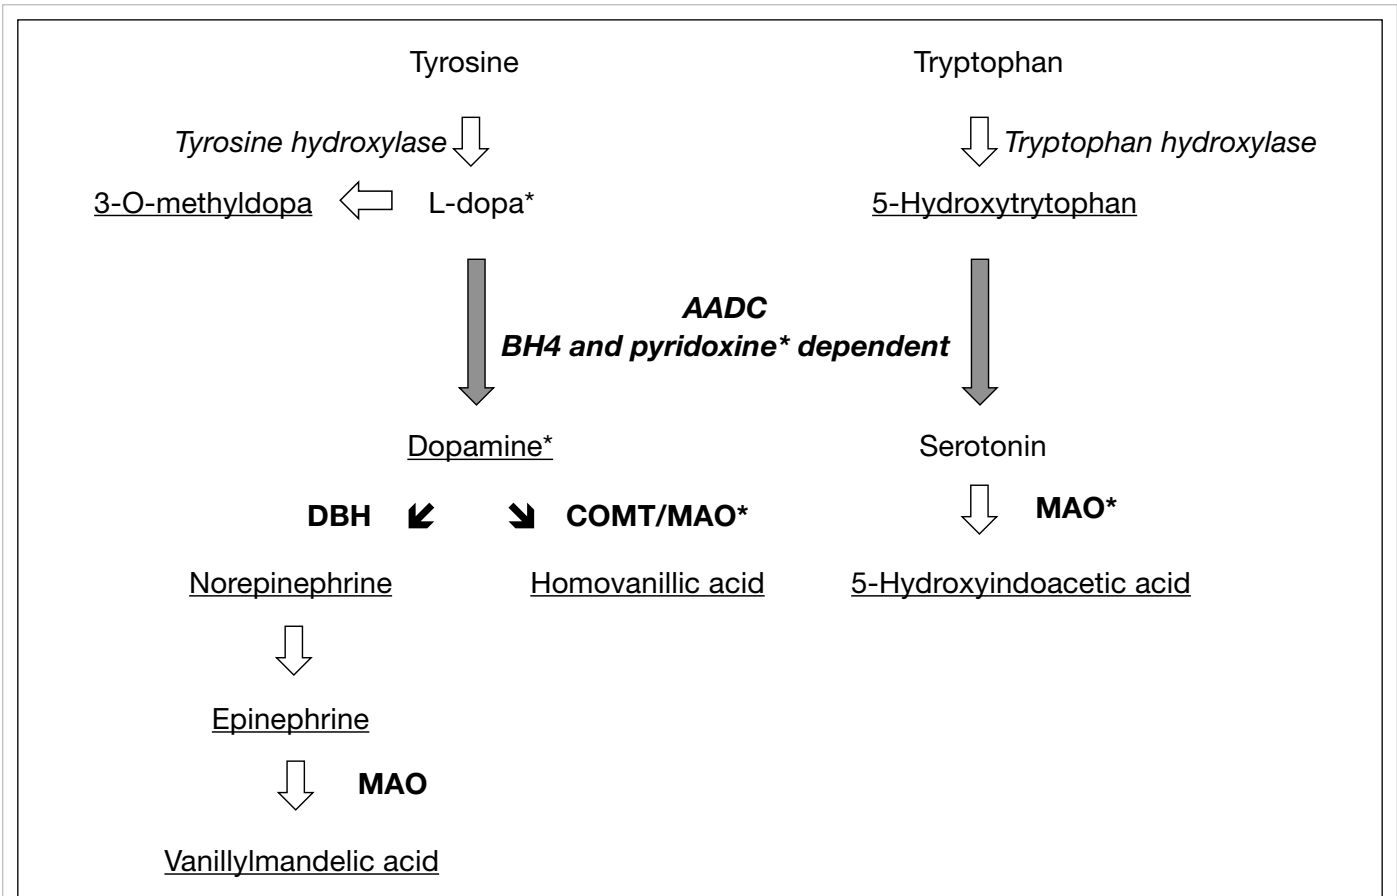 Tyrosine
Tryptophan
Tyrosine hydroxylase
Tryptophan hydroxylase
3-O-methyldopa
L-dopa*
5-Hydroxytrytophan
AADC
BH4 and pyridoxine* dependent
Dopamine*
Serotonin
DBH
COMT/MAO*
MAO*
Norepinephrine
Homovanillic acid
5-Hydroxyindoacetic acid
Epinephrine
MAO
Vanillylmandelic acid